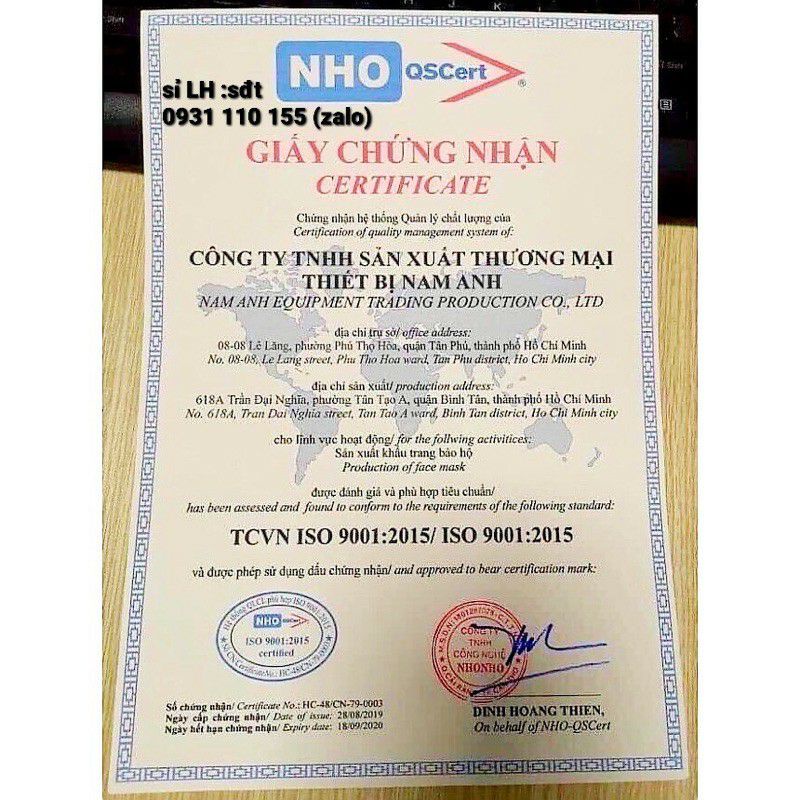 NHO QSCert ®
sỉ LH :sđt
0931 110 155 (zalo)
GIẤY CHỨNG NHẬN
CERTIFICATE
Chứng nhận hệ thống Quản lý chất lượng của
Certification of quality management system of:
CÔNG TY TNHH SẢN XUẤT THƯƠNG MẠI
THIẾT BỊ NAM ANH
NAM ANH EQUIPMENT TRADING PRODUCTION CO., LTD
địa chỉ trụ sở/ office address:
08-08 Lê Lăng, phường Phú Thọ Hòa, quận Tân Phú, thành phố Hồ Chí Minh
No. 08-08, Le Lang street, Phu Tho Hoa ward, Tan Phu district, Ho Chi Minh city
địa chỉ sản xuất/ production address:
618A Trần Đại Nghĩa, phường Tân Tạo A, quận Bình Tân, thành phố Hồ Chí Minh
No. 618A, Tran Dai Nghia street, Tan Tao A ward, Binh Tan district, Ho Chi Minh city
cho lĩnh vực hoạt động/ for the follwing activitices:
Sản xuất khẩu trang bảo hộ
Production of face mask
được đánh giá và phù hợp tiêu chuẩn/
has been assessed and found to conform to the requirements of the following standard:
TCVN ISO 9001:2015/ ISO 9001:2015
và được phép sử dụng dấu chứng nhận/ and approved to bear certification mark:
NHO
ISO 9001:2015
certified
CÔNG TY
TNHH
CÔNG NGHỆ
NHONHO
Số chứng nhận/ Certificate No.: HC-48/CN-79-0003
Ngày cấp chứng nhận/ Date of issue: 28/08/2019
Ngày hết hạn chứng nhận/ Expiry date: 18/09/2020
DINH HOANG THIEN,
On behalf of NHO-QSCert